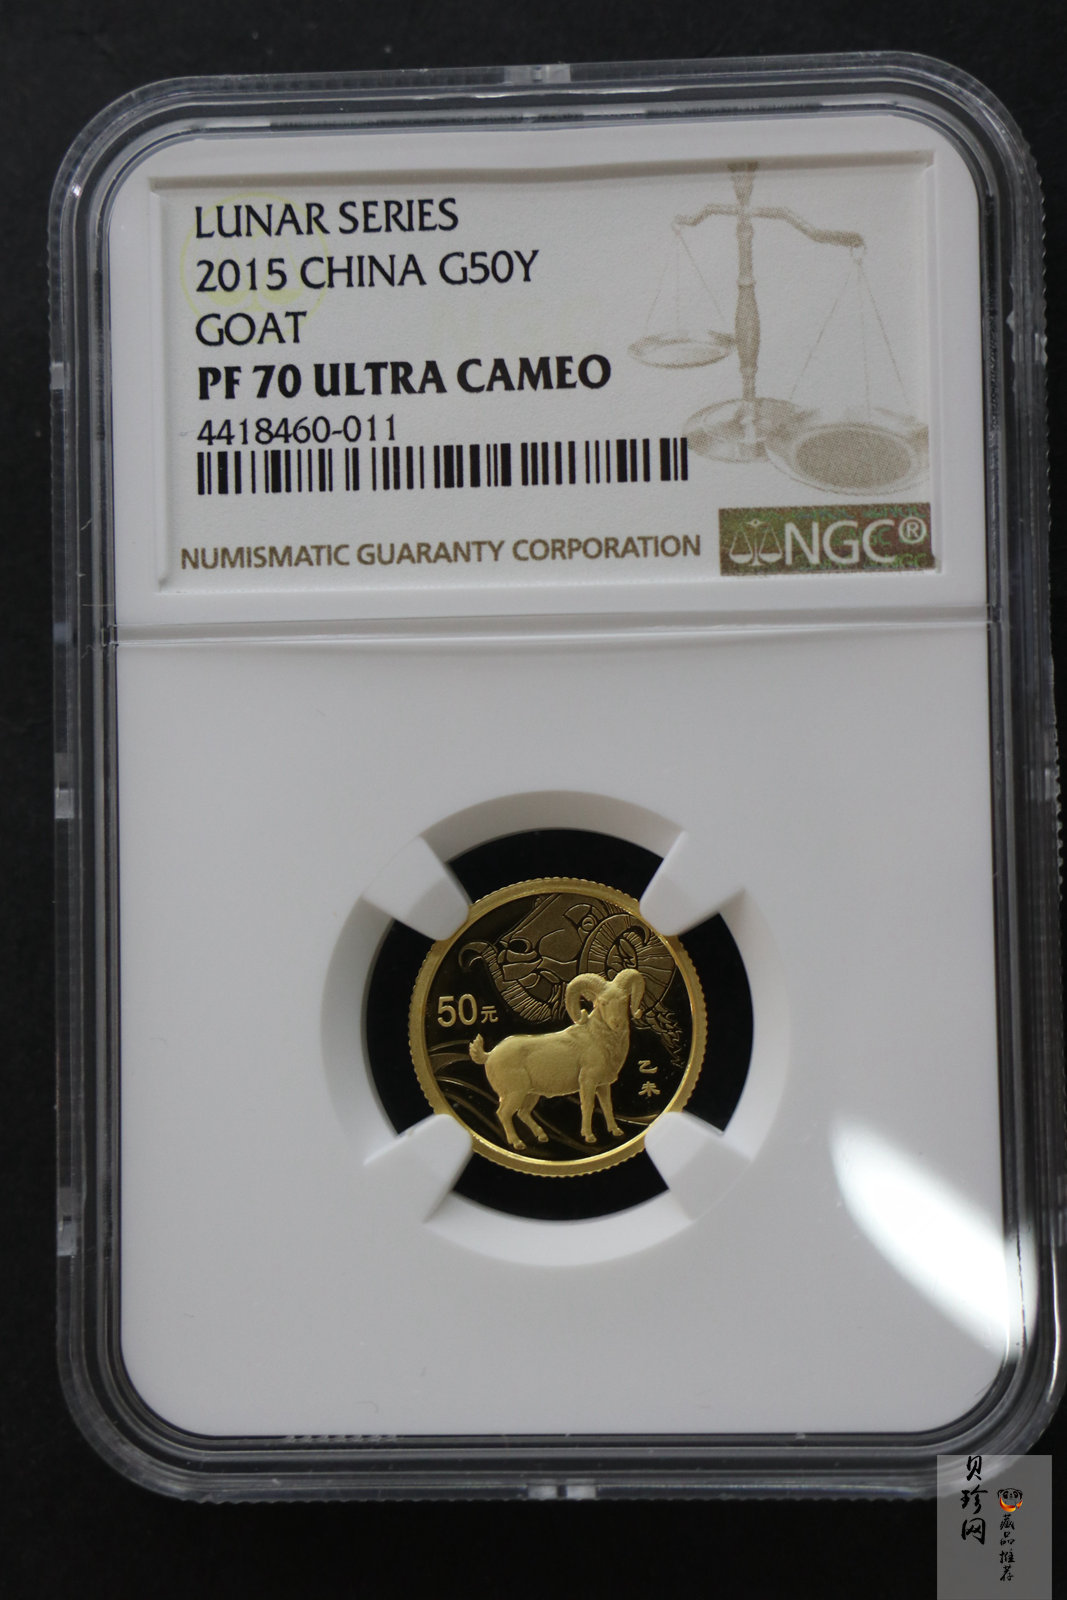 LUNAR SERIES
2015 CHINA G50Y
GOAT
PF 70 ULTRA CAMEO
4418460-011
NUMISMATIC GUARANTY CORPORATION
NGC®
50元
乙未
贝珍网
藏品推荐